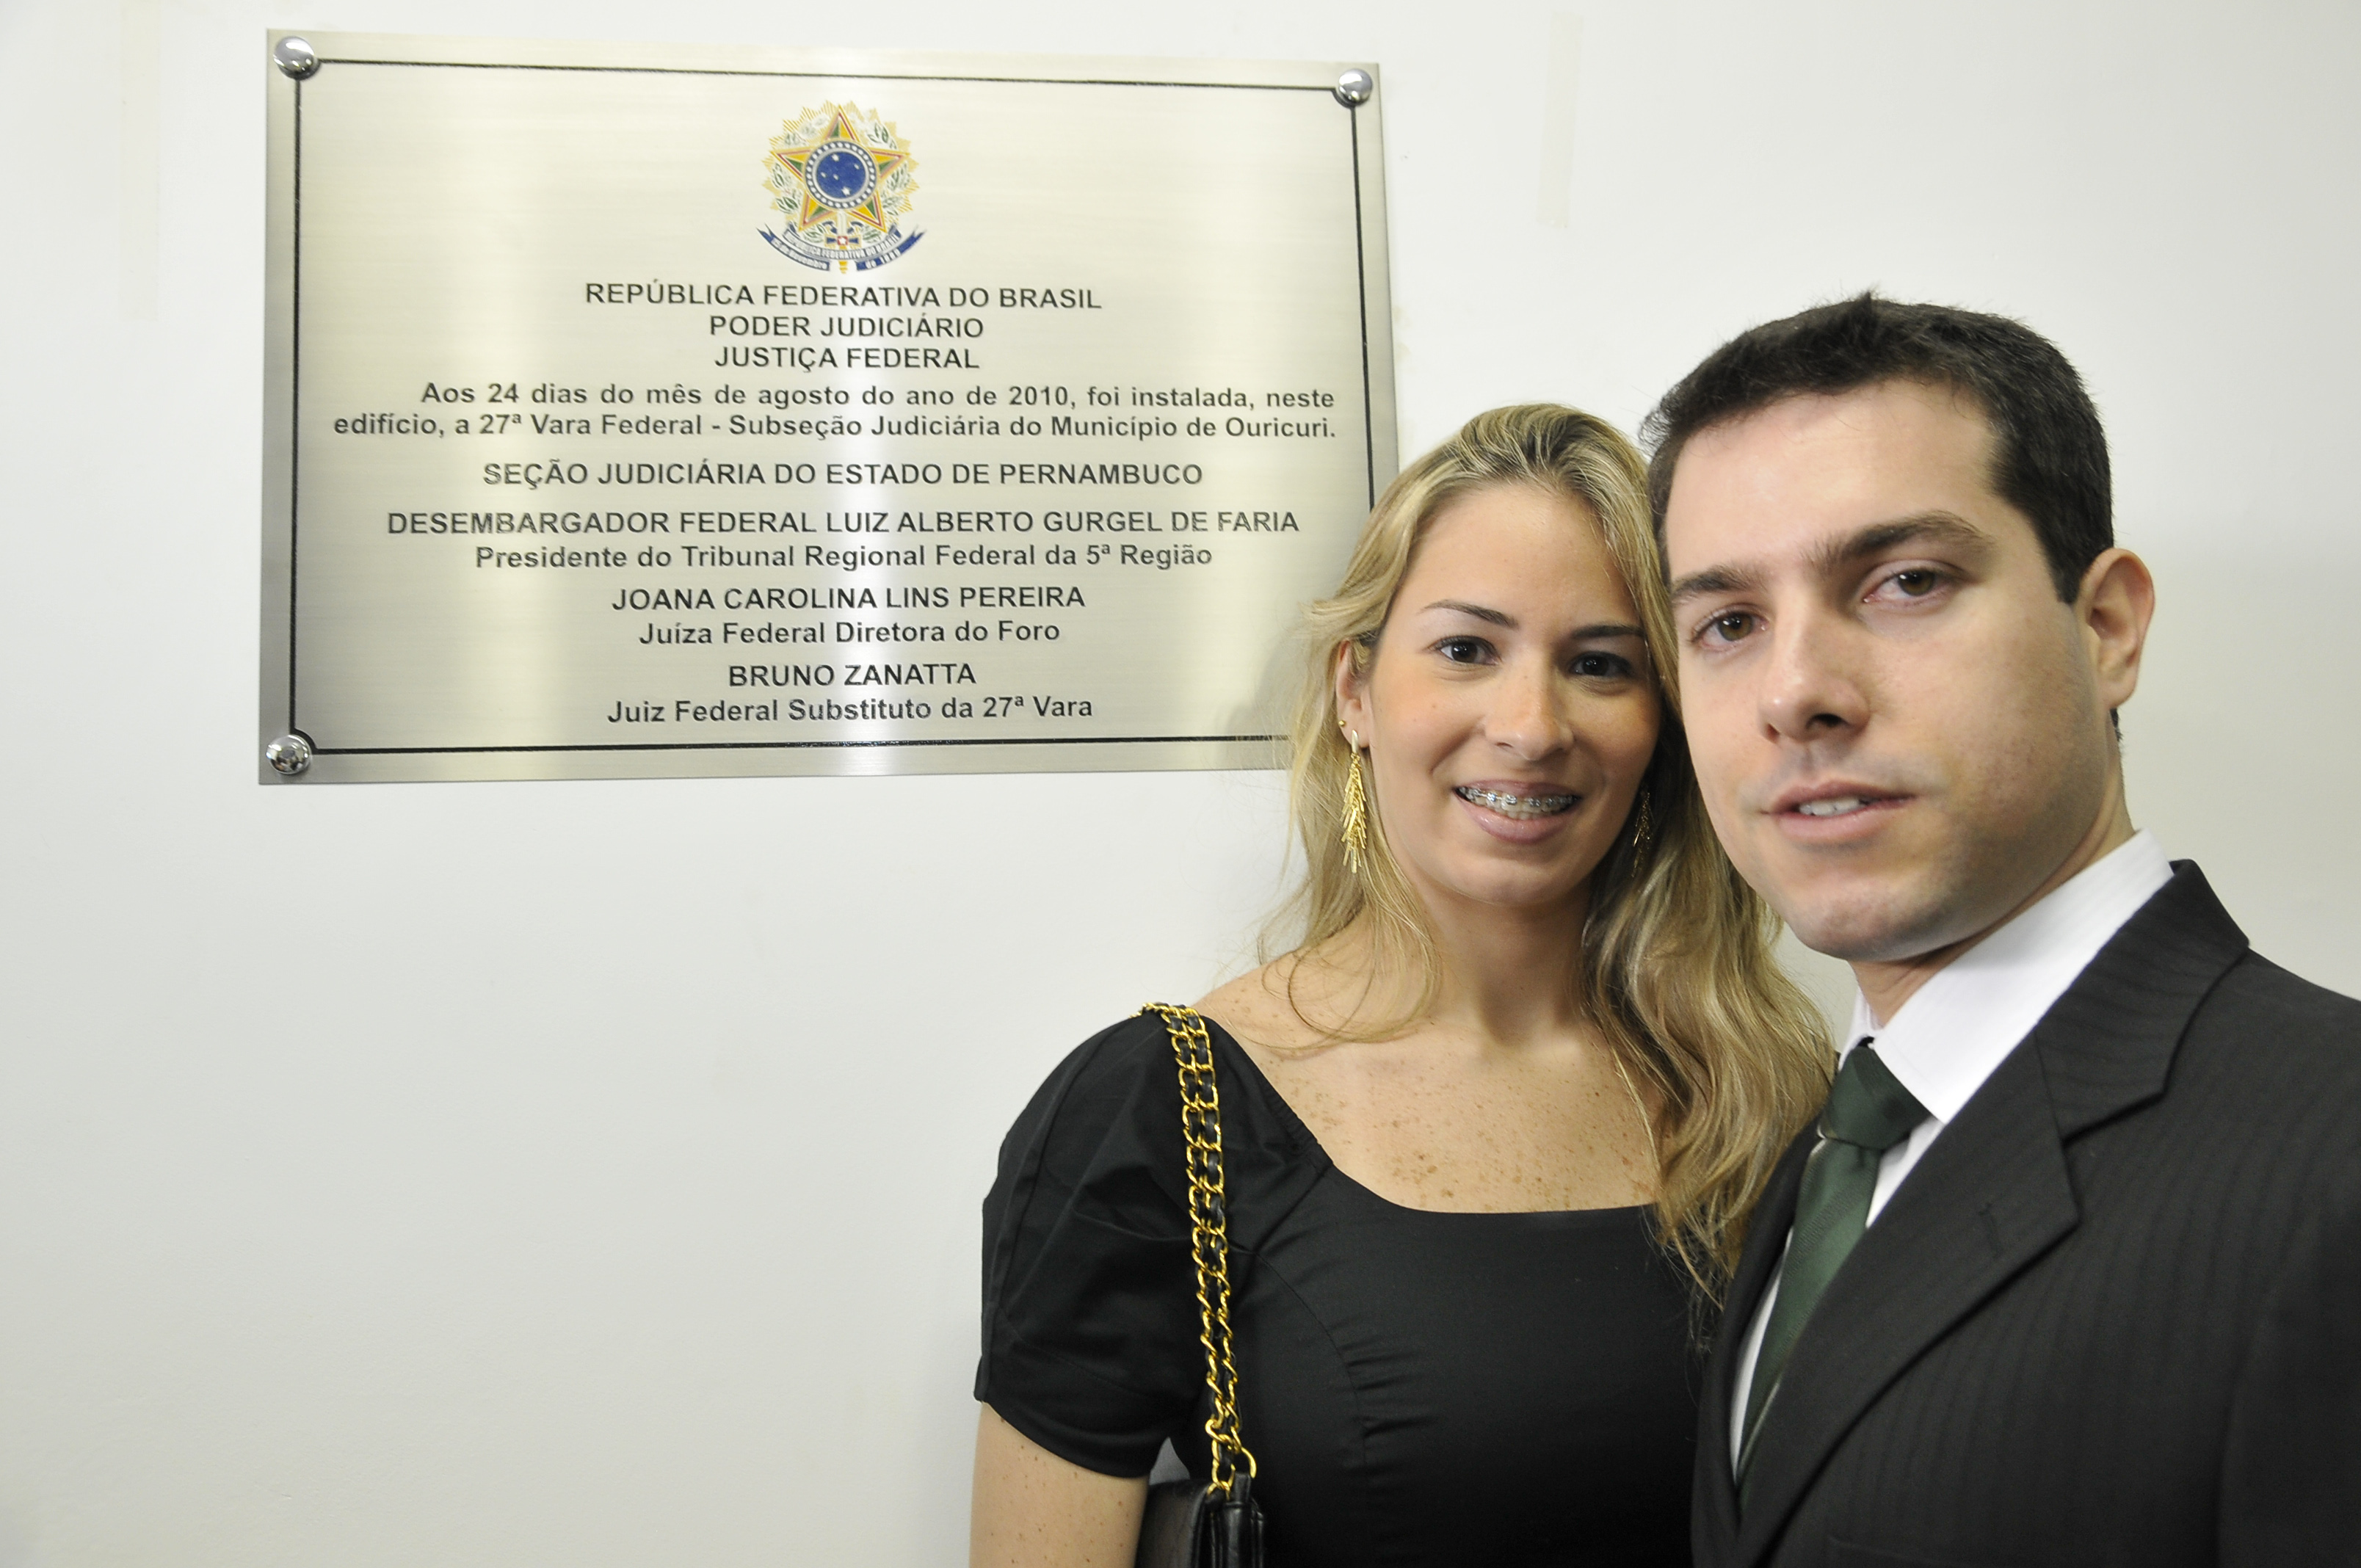 REPÚBLICA FEDERATIVA DO BRASIL
PODER JUDICIÁRIO
JUSTIÇA FEDERAL
Aos 24 dias do mês de agosto do ano de 2010, foi instalada, neste
edifício, a 27ª Vara Federal - Subseção Judiciária do Município de Ouricuri.
SEÇÃO JUDICIÁRIA DO ESTADO DE PERNAMBUCO
DESEMBARGADOR FEDERAL LUIZ ALBERTO GURGEL DE FARIA
Presidente do Tribunal Regional Federal da 5ª Região
JOANA CAROLINA LINS PEREIRA
Juíza Federal Diretora do Foro
BRUNO ZANATTA
Juiz Federal Substituto da 27ª Vara